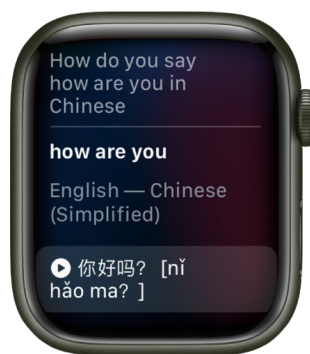 How do you say
how are you in
Chinese
how are you
English — Chinese
(Simplified)
你好吗？ [nǐ
hǎo ma? ]